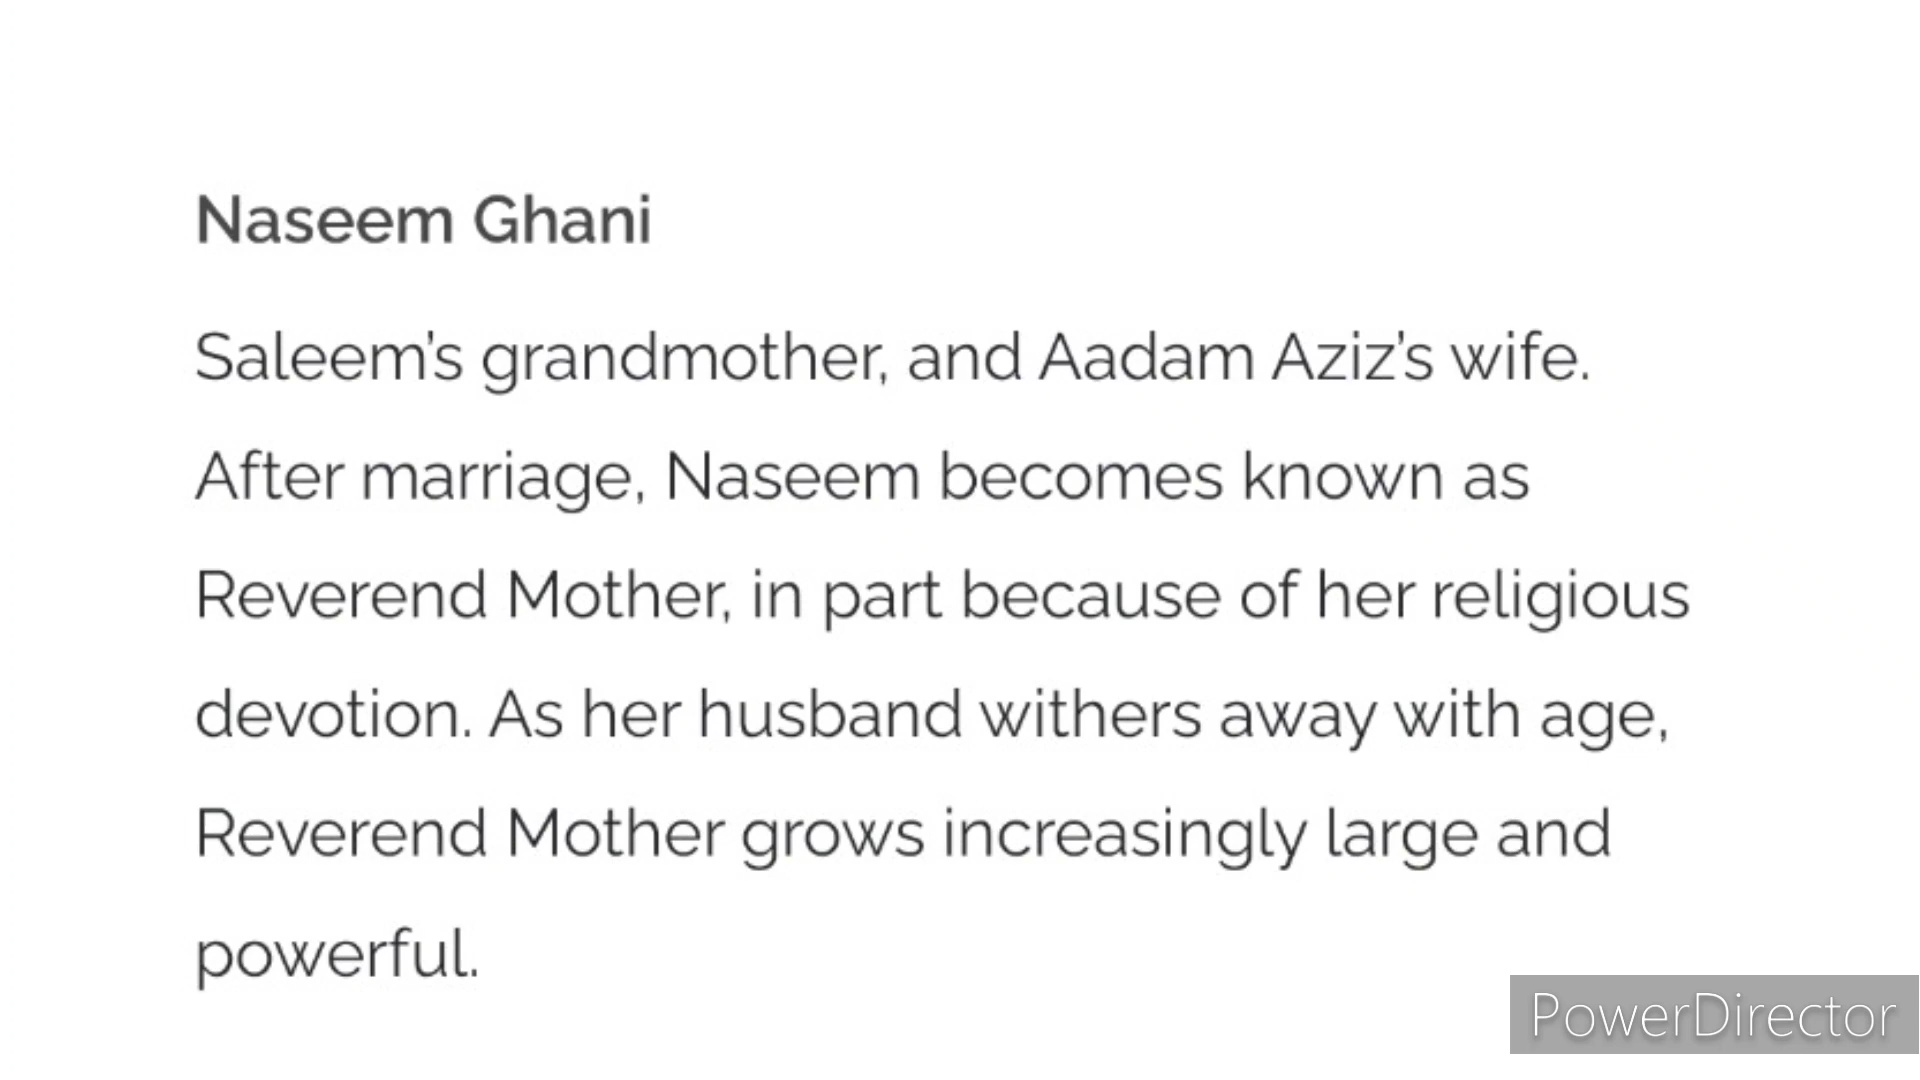 Naseem Ghani
Saleem’s grandmother, and Aadam Aziz’s wife.
After marriage, Naseem becomes known as
Reverend Mother, in part because of her religious
devotion. As her husband withers away with age,
Reverend Mother grows increasingly large and
powerful.
PowerDirector